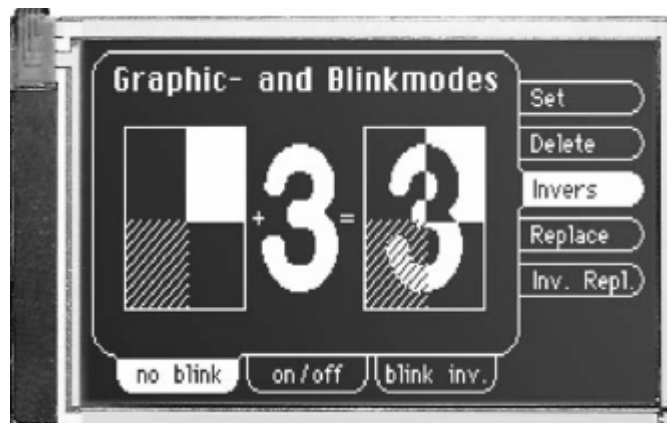 Graphic- and Blinkmodes
Set
Delete
Invers
Replace
Inv. Repl.
+ 3 = 3
no blink
on/off
blink inv.